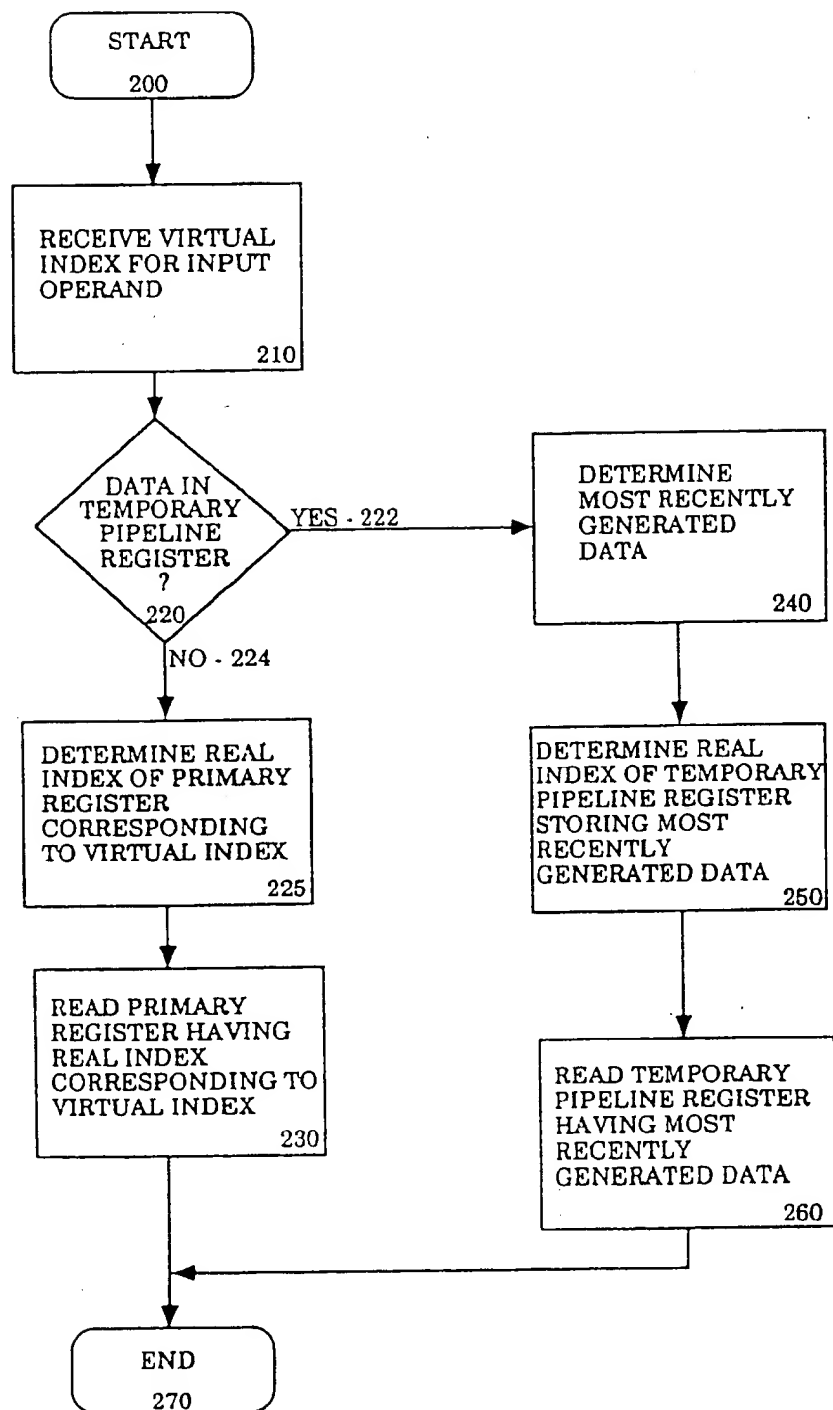 START
200
RECEIVE VIRTUAL
INDEX FOR INPUT
OPERAND
210
DATA IN
TEMPORARY
PIPELINE
REGISTER
?
220
YES - 222
NO - 224
DETERMINE
MOST RECENTLY
GENERATED
DATA
240
DETERMINE REAL
INDEX OF PRIMARY
REGISTER
CORRESPONDING
TO VIRTUAL INDEX
225
DETERMINE REAL
INDEX OF TEMPORARY
PIPELINE REGISTER
STORING MOST
RECENTLY
GENERATED DATA
250
READ PRIMARY
REGISTER HAVING
REAL INDEX
CORRESPONDING TO
VIRTUAL INDEX
230
READ TEMPORARY
PIPELINE REGISTER
HAVING MOST
RECENTLY
GENERATED DATA
260
END
270